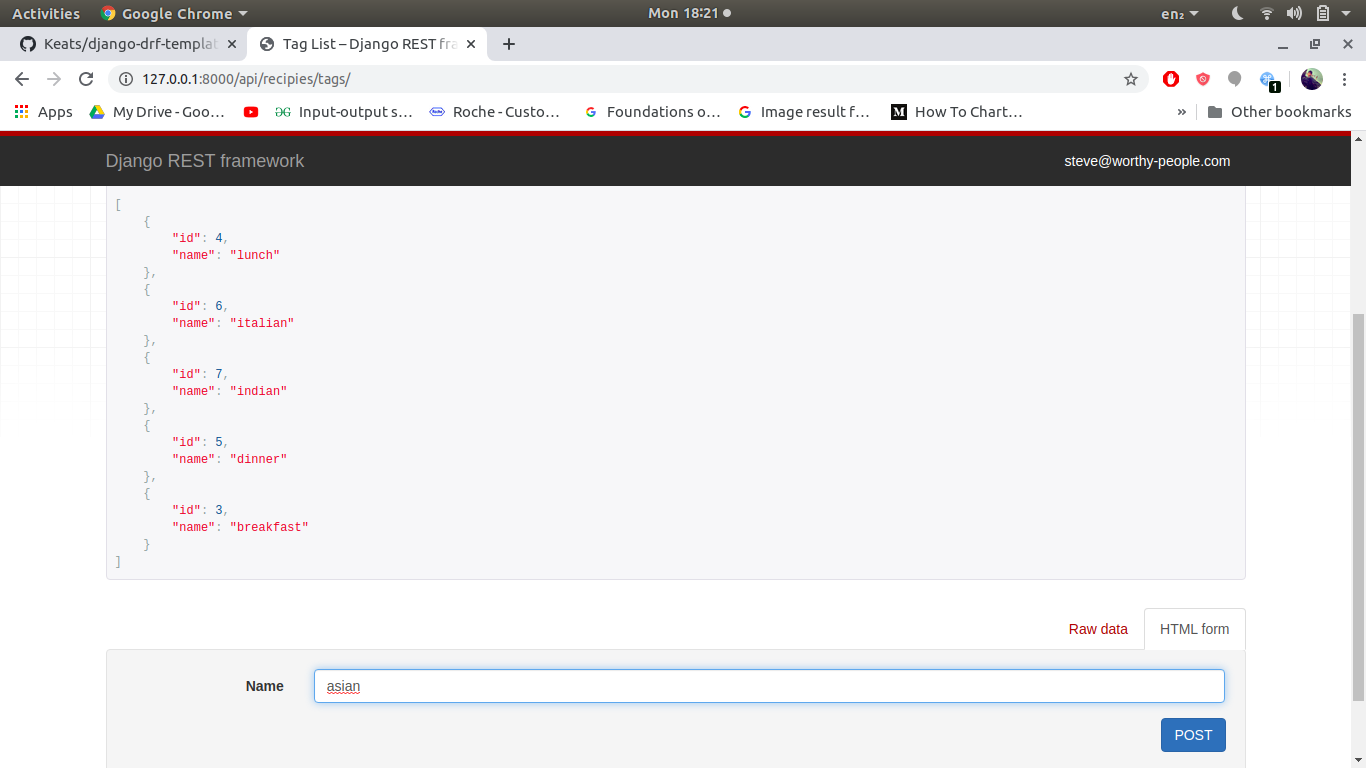 Activities Google Chrome Mon 18:21 en₂
Keats/django-drf-templat Tag List – Django REST fra
127.0.0.1:8000/api/recipies/tags/ 1
Apps My Drive - Goo… Input-output s… Roche - Custo… Foundations o… Image result f… How To Chart… » Other bookmarks
Django REST framework steve@worthy-people.com
[
{
"id": 4,
"name": "lunch"
},
{
"id": 6,
"name": "italian"
},
{
"id": 7,
"name": "indian"
},
{
"id": 5,
"name": "dinner"
},
{
"id": 3,
"name": "breakfast"
}
]
Raw data HTML form
Name asian
POST